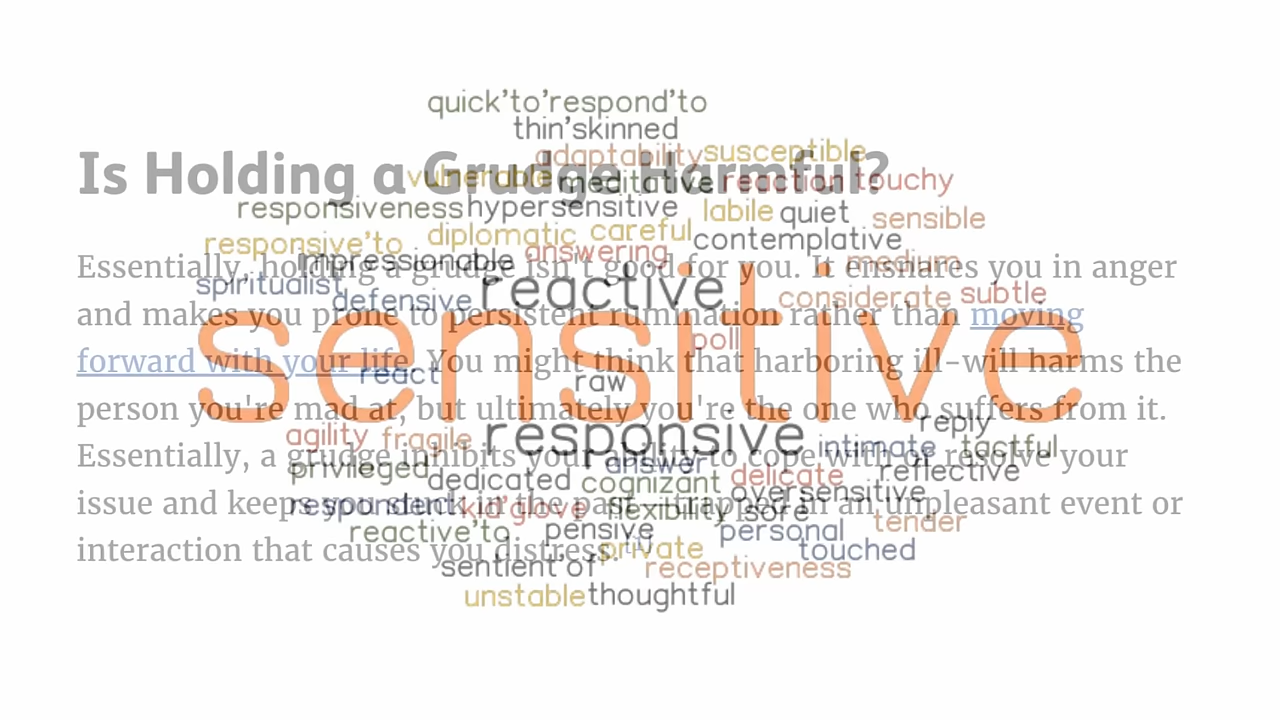 quick'to'respond'to
thin'skinned
adaptability susceptible
Is Holding a Grudge Harmful?
vulnerable meditative reaction touchy
responsiveness hypersensitive labile quiet sensible
responsive'to diplomatic careful contemplative
impressionable answering medium
Essentially, holding a grudge isn't good for you. It ensnares you in anger
spiritualist defensive reactive considerate subtle
and makes you prone to persistent rumination rather than moving
sensitive
poll
forward with your life. You might think that harboring ill-will harms the
react raw
person you're mad at, but ultimately you're the one who suffers from it.
reply
agility fragile responsive intimate tactful
Essentially, a grudge inhibits your ability to cope with or resolve your
privileged answer reflective
dedicated cognizant delicate
oversensitive
issue and keeps you stuck in the past—trapped in an unpleasant event or
respondent kid'glove flexibility sore
tender
reactive'to pensive personal
interaction that causes you distress.
private touched
sentient'of receptiveness
unstable thoughtful